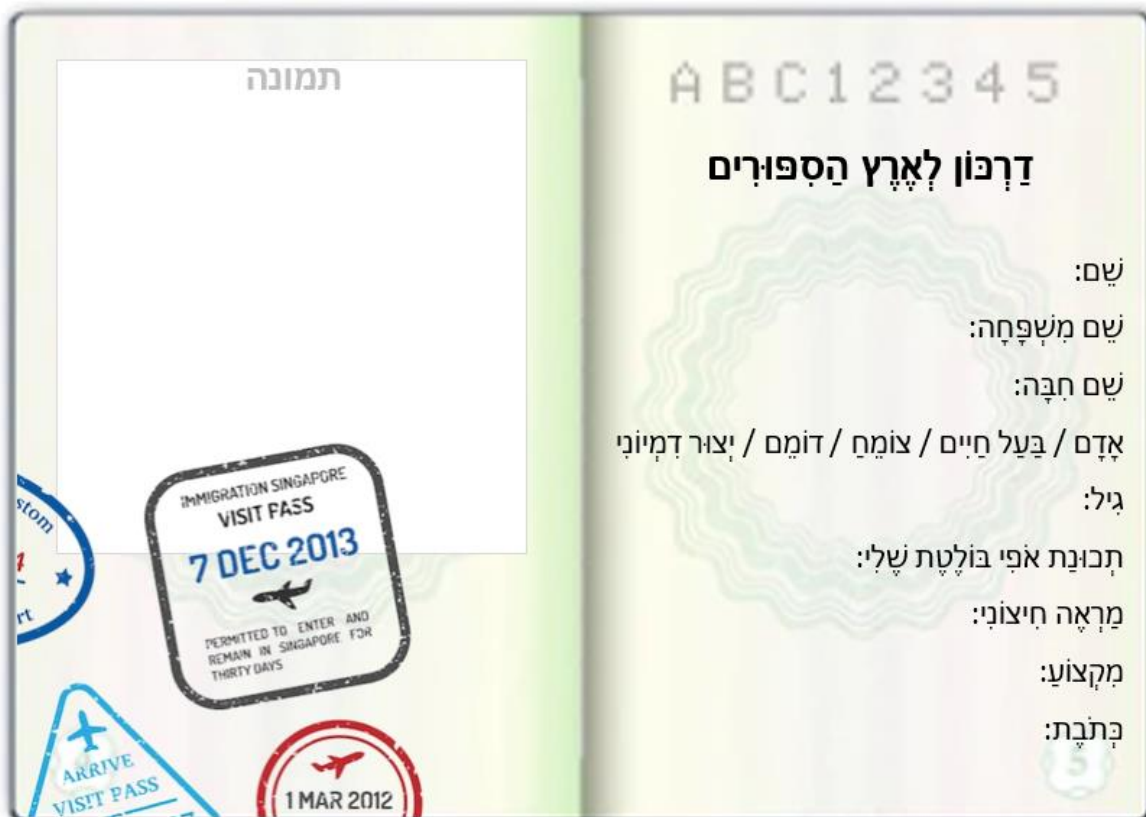 תמונה
ABC12345
דַּרְכּוֹן לְאֶרֶץ הַסִּפּוּרִים
שֵׁם:
שֵׁם מִשְׁפָּחָה:
שֵׁם חִבָּה:
אָדָם / בַּעַל חַיִּים / צוֹמֵחַ / דּוֹמֵם / יְצוּר דִּמְיוֹנִי
גִּיל:
תְּכוּנַת אֹפִי בּוֹלֶטֶת שֶׁלִּי:
מַרְאֶה חִיצוֹנִי:
מִקְצוֹעַ:
כְּתֹבֶת:
5
IMMIGRATION SINGAPORE
VISIT PASS
7 DEC 2013
PERMITTED TO ENTER AND
REMAIN IN SINGAPORE FOR
THIRTY DAYS
ARRIVE
VISIT PASS
1 MAR 2012